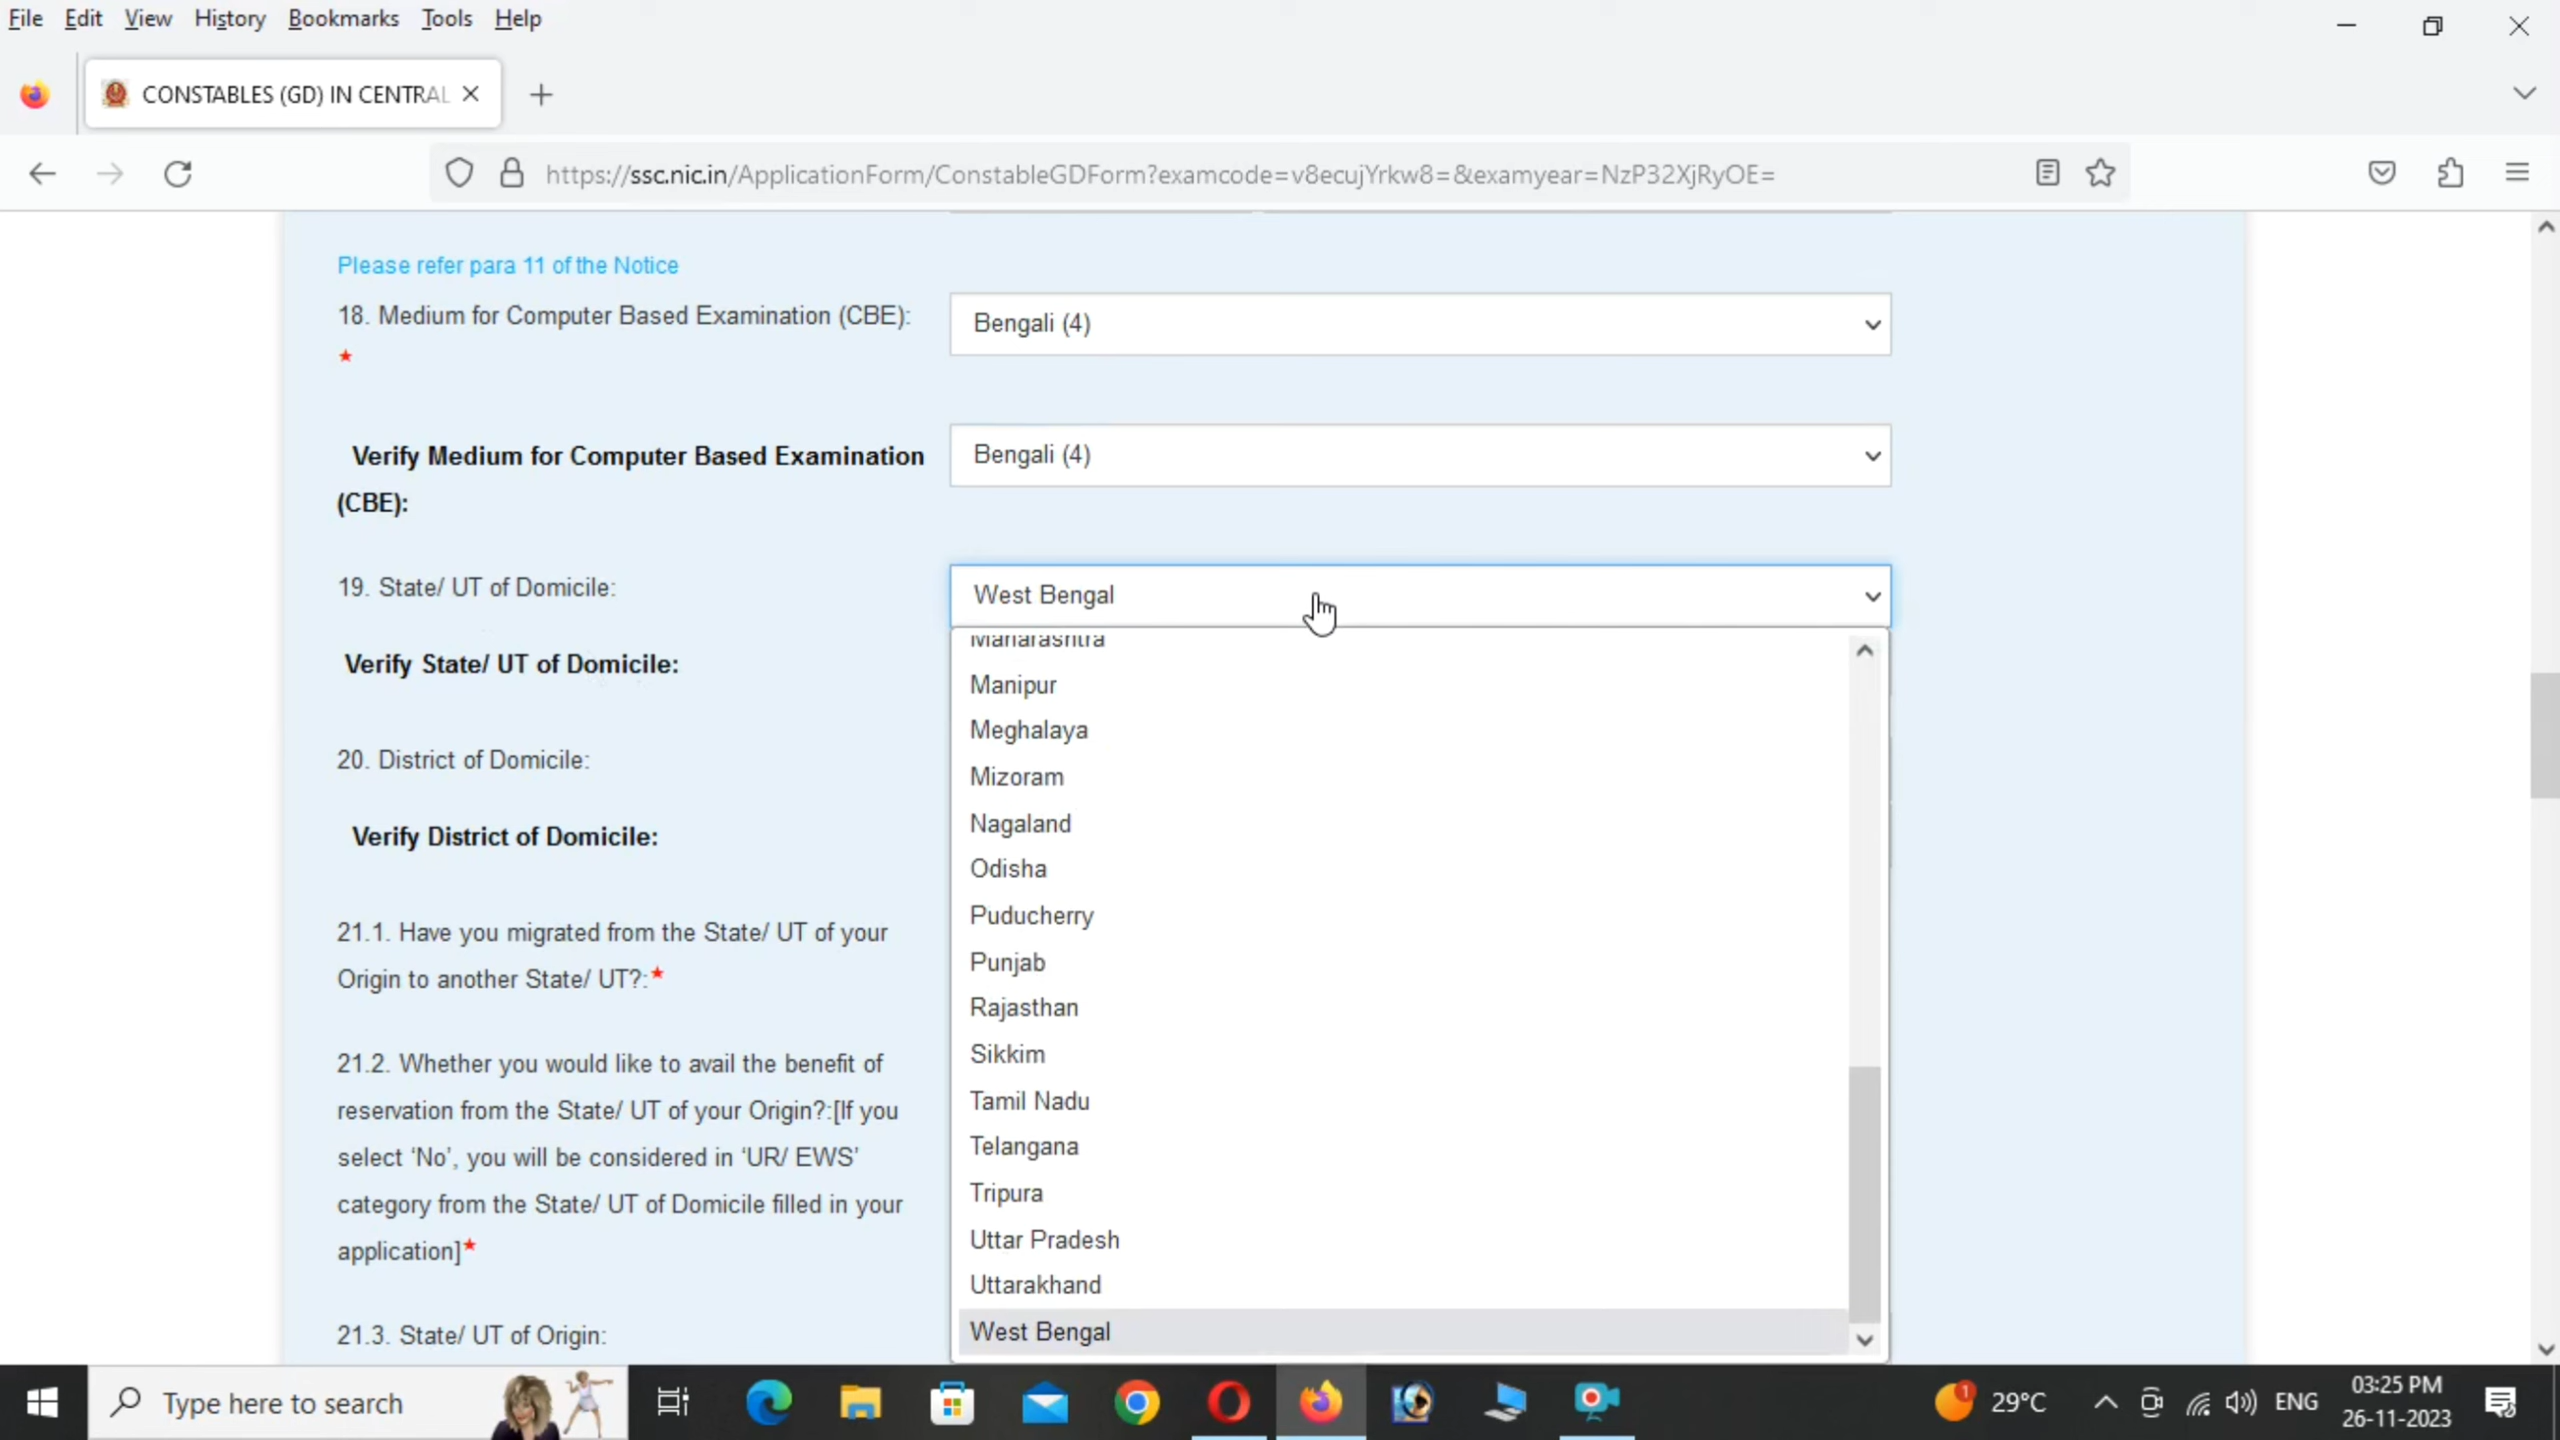 File Edit View History Bookmarks Tools Help
CONSTABLES (GD) IN CENTRAL
https://ssc.nic.in/ApplicationForm/ConstableGDForm?examcode=v8ecujYrkw8=&examyear=NzP32XjRyOE=
Please refer para 11 of the Notice
18. Medium for Computer Based Examination (CBE):
*
Bengali (4)
Verify Medium for Computer Based Examination
(CBE):
Bengali (4)
19. State/ UT of Domicile:
West Bengal
Verify State/ UT of Domicile:
20. District of Domicile:
Verify District of Domicile:
21.1. Have you migrated from the State/ UT of your
Origin to another State/ UT?:*
21.2. Whether you would like to avail the benefit of
reservation from the State/ UT of your Origin?:[If you
select ‘No’, you will be considered in ‘UR/ EWS’
category from the State/ UT of Domicile filled in your
application]*
21.3. State/ UT of Origin:
Maharashtra
Manipur
Meghalaya
Mizoram
Nagaland
Odisha
Puducherry
Punjab
Rajasthan
Sikkim
Tamil Nadu
Telangana
Tripura
Uttar Pradesh
Uttarakhand
West Bengal
Type here to search
1
29°C
ENG
03:25 PM
26-11-2023